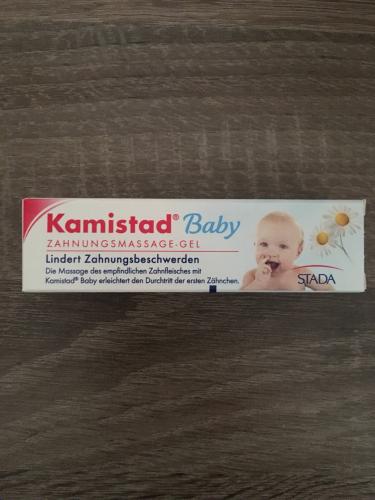 Kamistad® Baby
ZAHNUNGSMASSAGE-GEL
Lindert Zahnungsbeschwerden
Die Massage des empfindlichen Zahnfleisches mit
Kamistad® Baby erleichtert den Durchtritt der ersten Zähnchen.
STADA